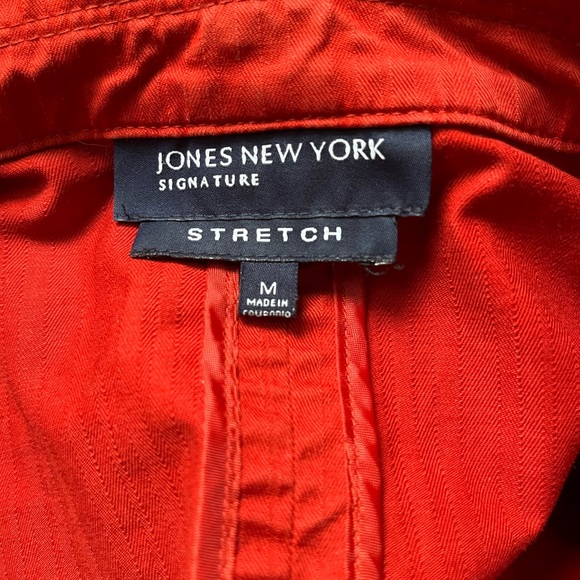 JONES NEW YORK
SIGNATURE
STRETCH
M
MADE IN